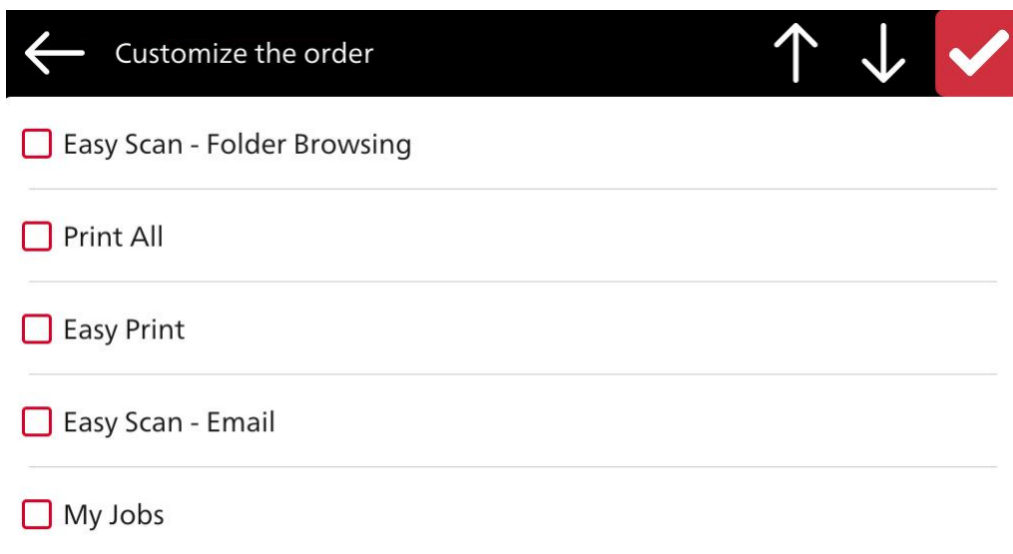 Customize the order
Easy Scan - Folder Browsing
Print All
Easy Print
Easy Scan - Email
My Jobs